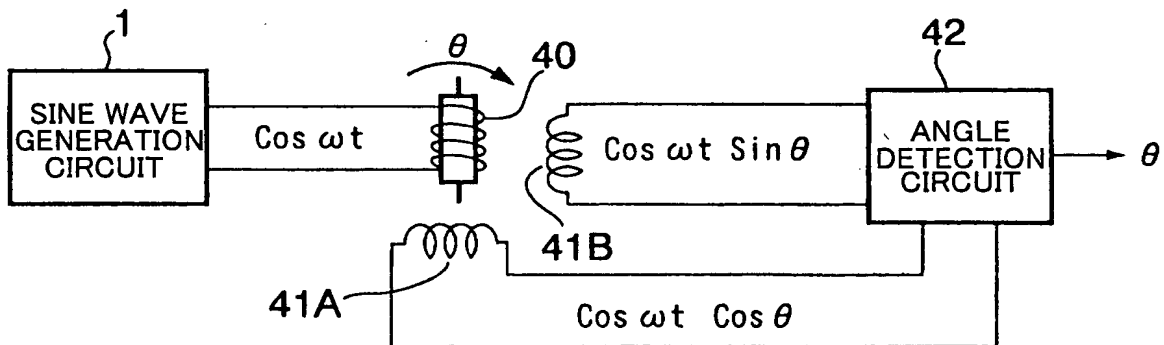 1
SINE WAVE
GENERATION
CIRCUIT
Cos ωt
θ
40
41B
41A
Cos ωt Sin θ
Cos ωt Cos θ
42
ANGLE
DETECTION
CIRCUIT
θ